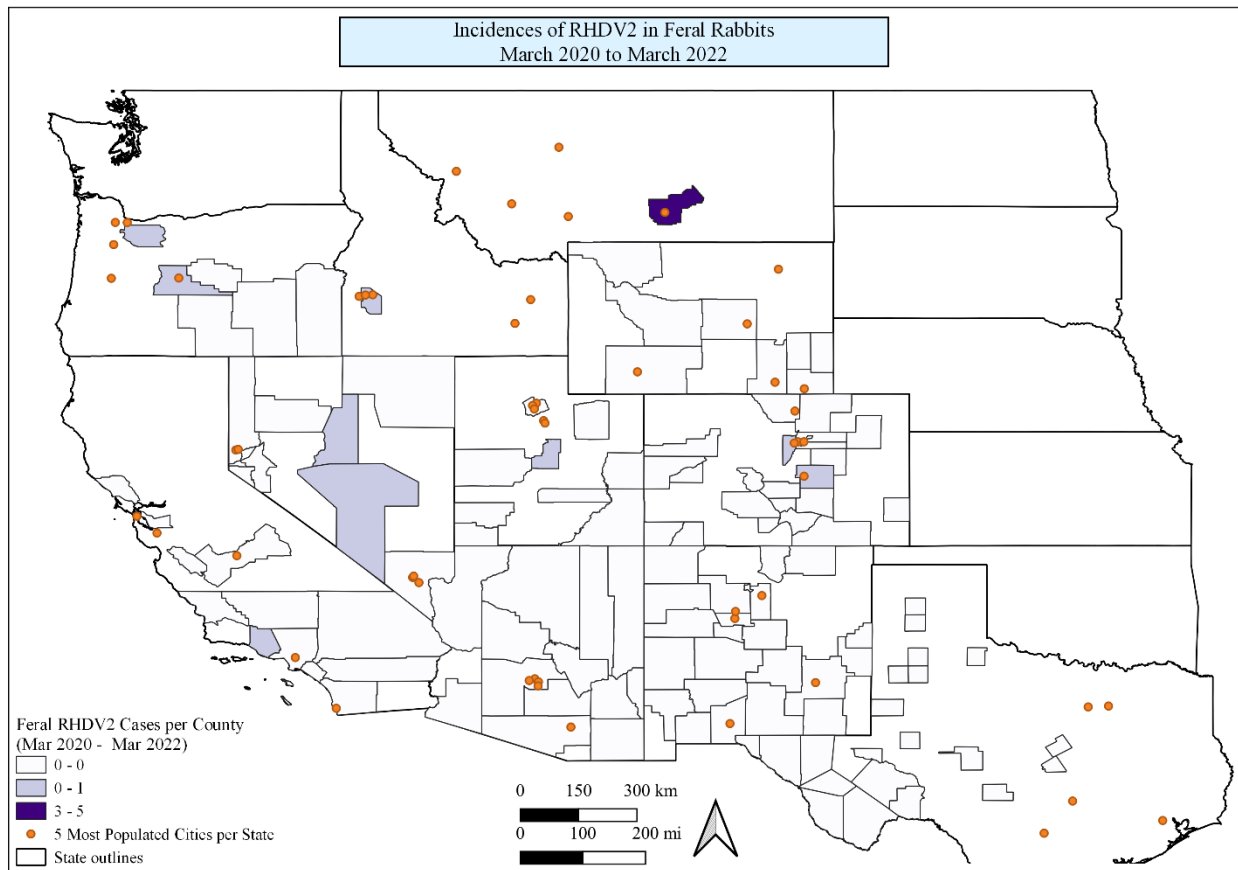 Incidences of RHDV2 in Feral Rabbits
March 2020 to March 2022
Feral RHDV2 Cases per County
(Mar 2020 - Mar 2022)
0 - 0
0 - 1
3 - 5
5 Most Populated Cities per State
State outlines
0 150 300 km
0 100 200 mi